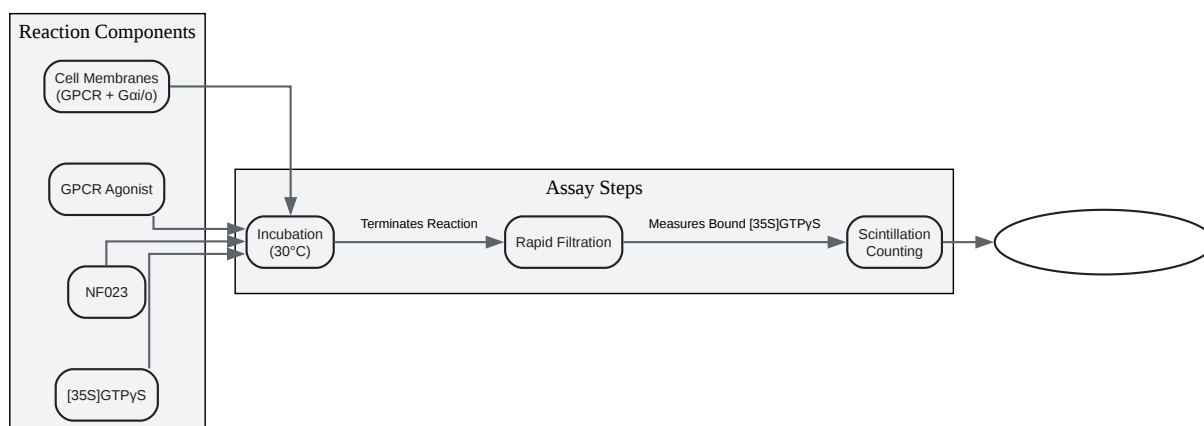 Reaction Components
Cell Membranes
(GPCR + Gαi/o)
GPCR Agonist
NF023
[35S]GTPγS
Assay Steps
Incubation
(30°C)
Terminates Reaction
Rapid Filtration
Measures Bound [35S]GTPγS
Scintillation
Counting